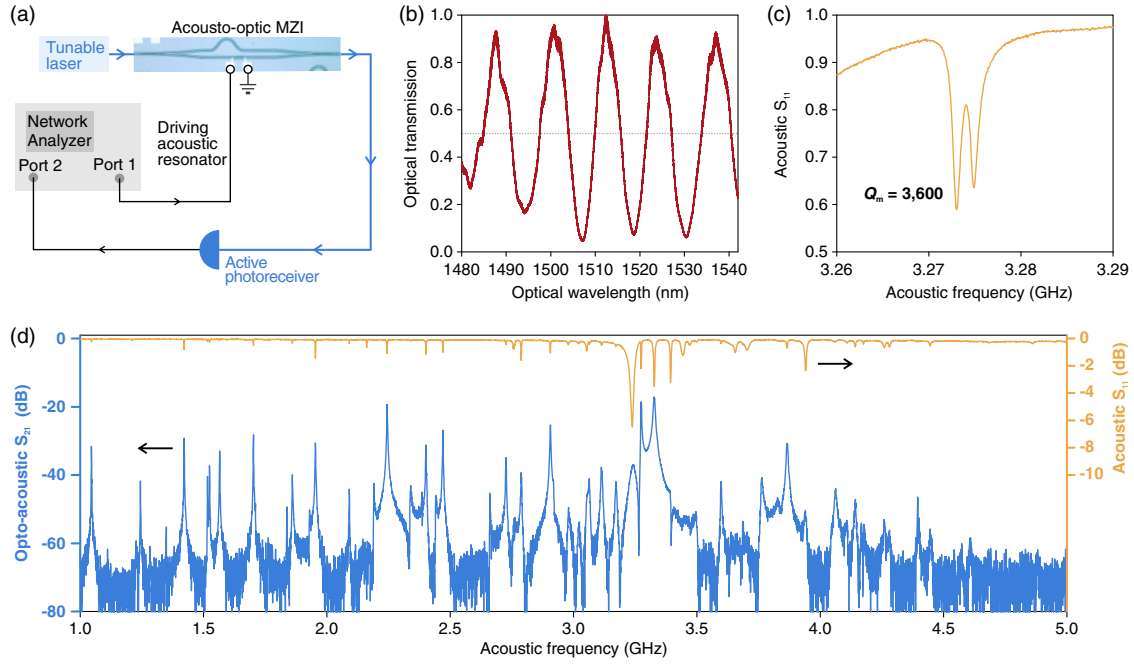 (a)
Acousto-optic MZI
Tunable
laser
Network
Analyzer
Port 2
Port 1
Driving
acoustic
resonator
Active
photoreceiver
(b)
Optical transmission
1.0
0.8
0.6
0.4
0.2
0.0
1480 1490 1500 1510 1520 1530 1540
Optical wavelength (nm)
(c)
Acoustic S11
1.0
0.9
0.8
0.7
0.6
0.5
Qm = 3,600
3.26 3.27 3.28 3.29
Acoustic frequency (GHz)
(d)
Opto-acoustic S21 (dB)
0
-20
-40
-60
-80
0
-2
-4
-6
-8
-10
Acoustic S11 (dB)
1.0 1.5 2.0 2.5 3.0 3.5 4.0 4.5 5.0
Acoustic frequency (GHz)